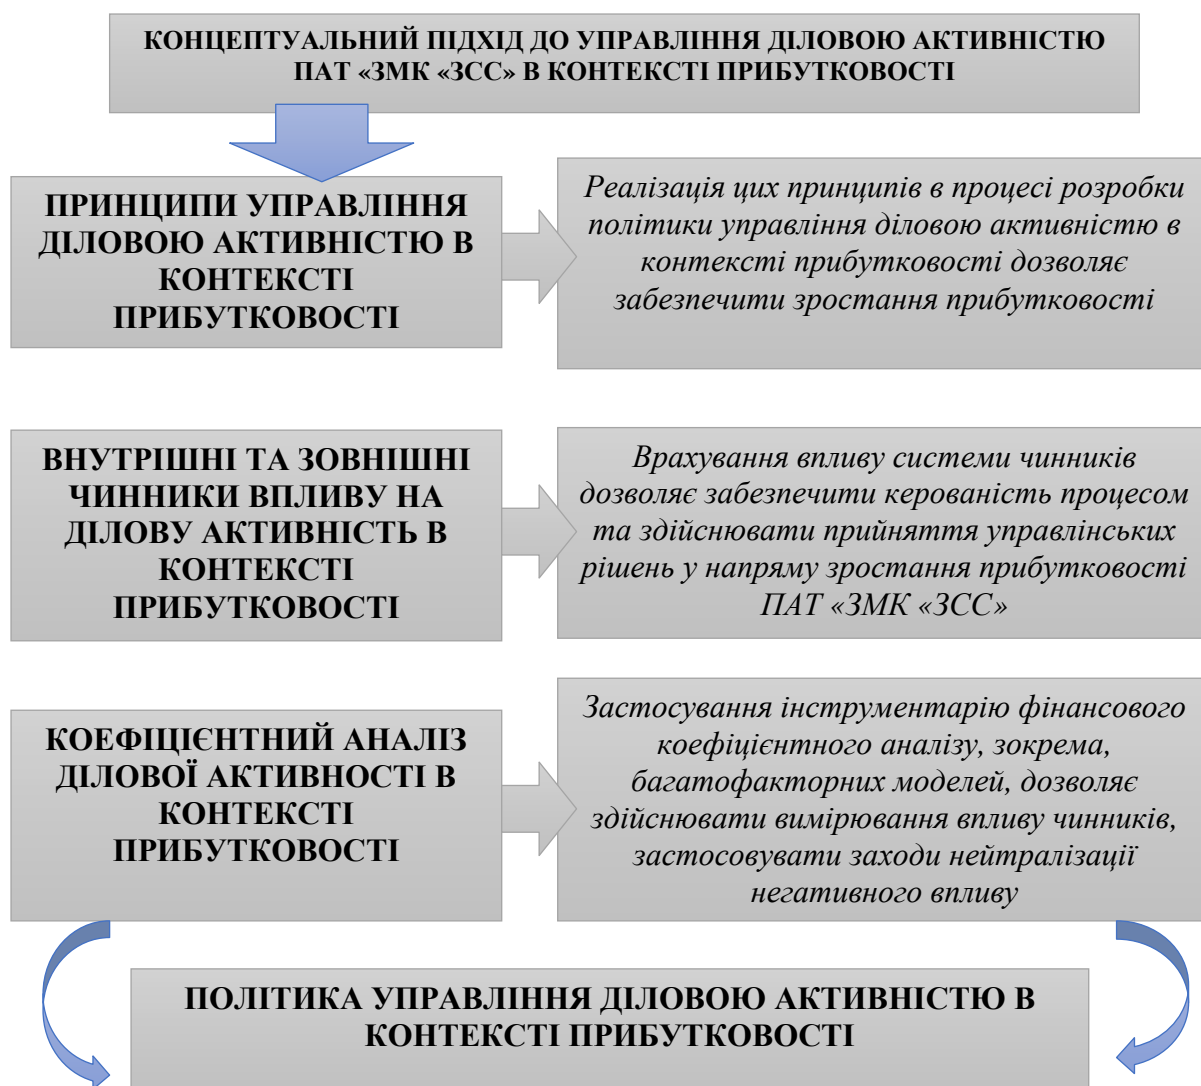 КОНЦЕПТУАЛЬНИЙ ПІДХІД ДО УПРАВЛІННЯ ДІЛОВОЮ АКТИВНІСТЮ
ПАТ «ЗМК «ЗСС» В КОНТЕКСТІ ПРИБУТКОВОСТІ
ПРИНЦИПИ УПРАВЛІННЯ
ДІЛОВОЮ АКТИВНІСТЮ В
КОНТЕКСТІ
ПРИБУТКОВОСТІ
Реалізація цих принципів в процесі розробки
політики управління діловою активністю в
контексті прибутковості дозволяє
забезпечити зростання прибутковості
ВНУТРІШНІ ТА ЗОВНІШНІ
ЧИННИКИ ВПЛИВУ НА
ДІЛОВУ АКТИВНІСТЬ В
КОНТЕКСТІ
ПРИБУТКОВОСТІ
Врахування впливу системи чинників
дозволяє забезпечити керованість процесом
та здійснювати прийняття управлінських
рішень у напряму зростання прибутковості
ПАТ «ЗМК «ЗСС»
КОЕФІЦІЄНТНИЙ АНАЛІЗ
ДІЛОВОЇ АКТИВНОСТІ В
КОНТЕКСТІ
ПРИБУТКОВОСТІ
Застосування інструментарію фінансового
коефіцієнтного аналізу, зокрема,
багатофакторних моделей, дозволяє
здійснювати вимірювання впливу чинників,
застосовувати заходи нейтралізації
негативного впливу
ПОЛІТИКА УПРАВЛІННЯ ДІЛОВОЮ АКТИВНІСТЮ В
КОНТЕКСТІ ПРИБУТКОВОСТІ